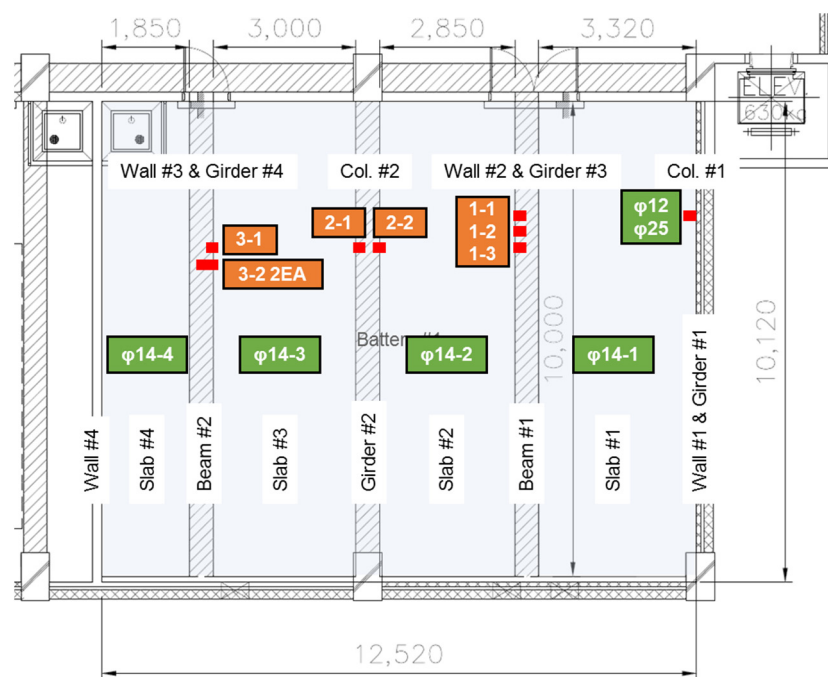 1,850
3,000
2,850
3,320
ELEV.
630kg
Wall #3 & Girder #4
Col. #2
Wall #2 & Girder #3
Col. #1
1-1
1-2
1-3
φ12
φ25
2-1
2-2
3-1
3-2 2EA
φ14-4
φ14-3
φ14-2
φ14-1
10,000
10,120
Wall #4
Slab #4
Beam #2
Slab #3
Girder #2
Slab #2
Beam #1
Slab #1
Wall #1 & Girder #1
12,520